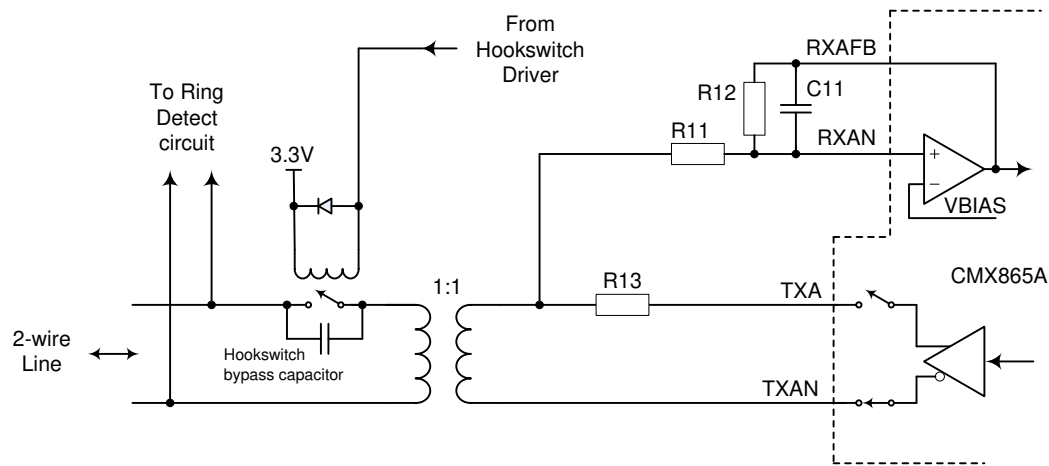 From
Hookswitch
Driver
RXAFB
To Ring
Detect
circuit
R12
C11
R11
RXAN
3.3V
+
−
VBIAS
CMX865A
1:1
R13
TXA
2-wire
Line
Hookswitch
bypass capacitor
TXAN